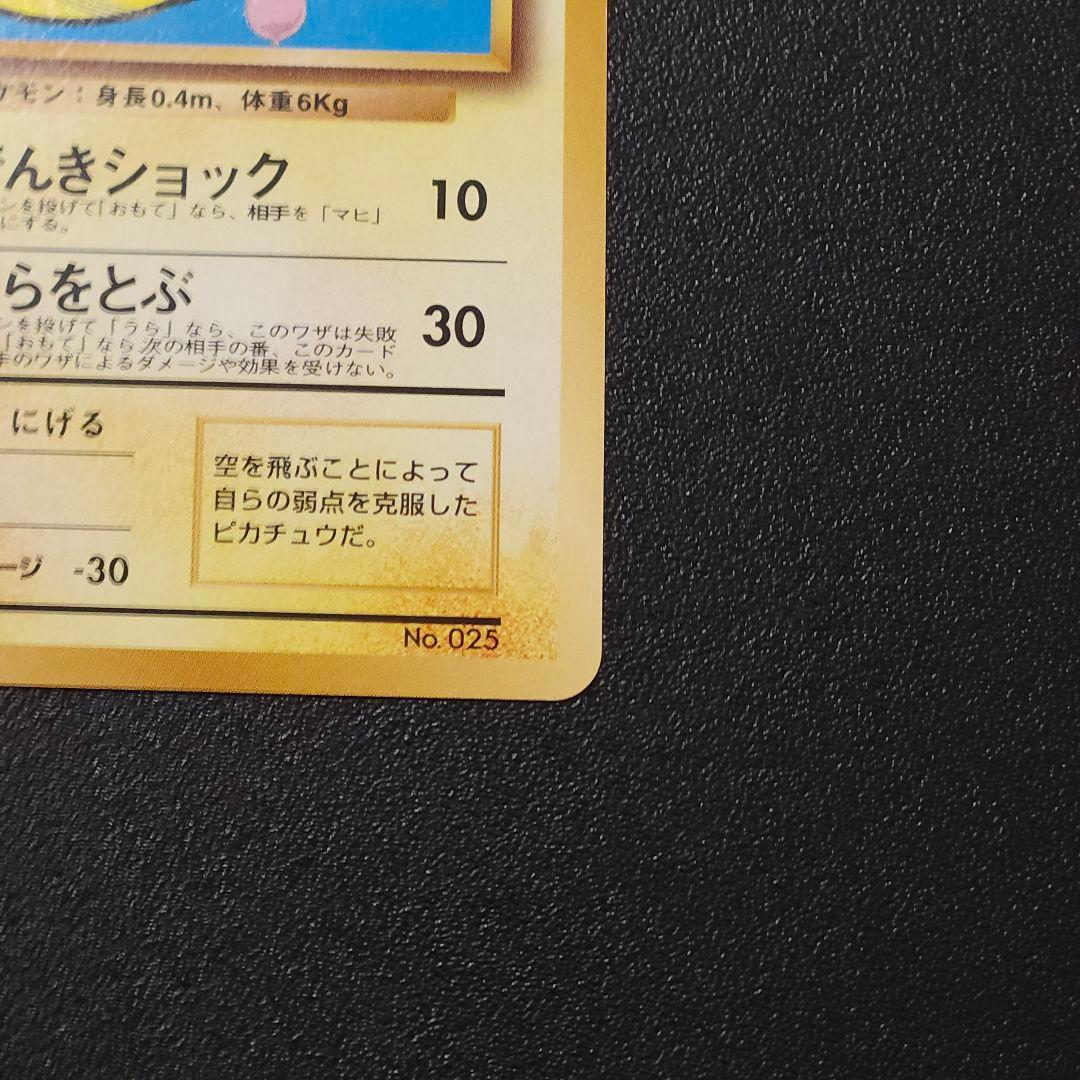 ケモン：身長0.4m、体重6Kg
んきショック 10
ンを投げて「おもて」なら、相手を「マヒ」
にする。
らをとぶ 30
ンを投げて「うら」なら、このワザは失敗
「おもて」なら次の相手の番、このカード
手のワザによるダメージや効果を受けない。
にげる
空を飛ぶことによって
自らの弱点を克服した
ピカチュウだ。
ージ -30
No. 025